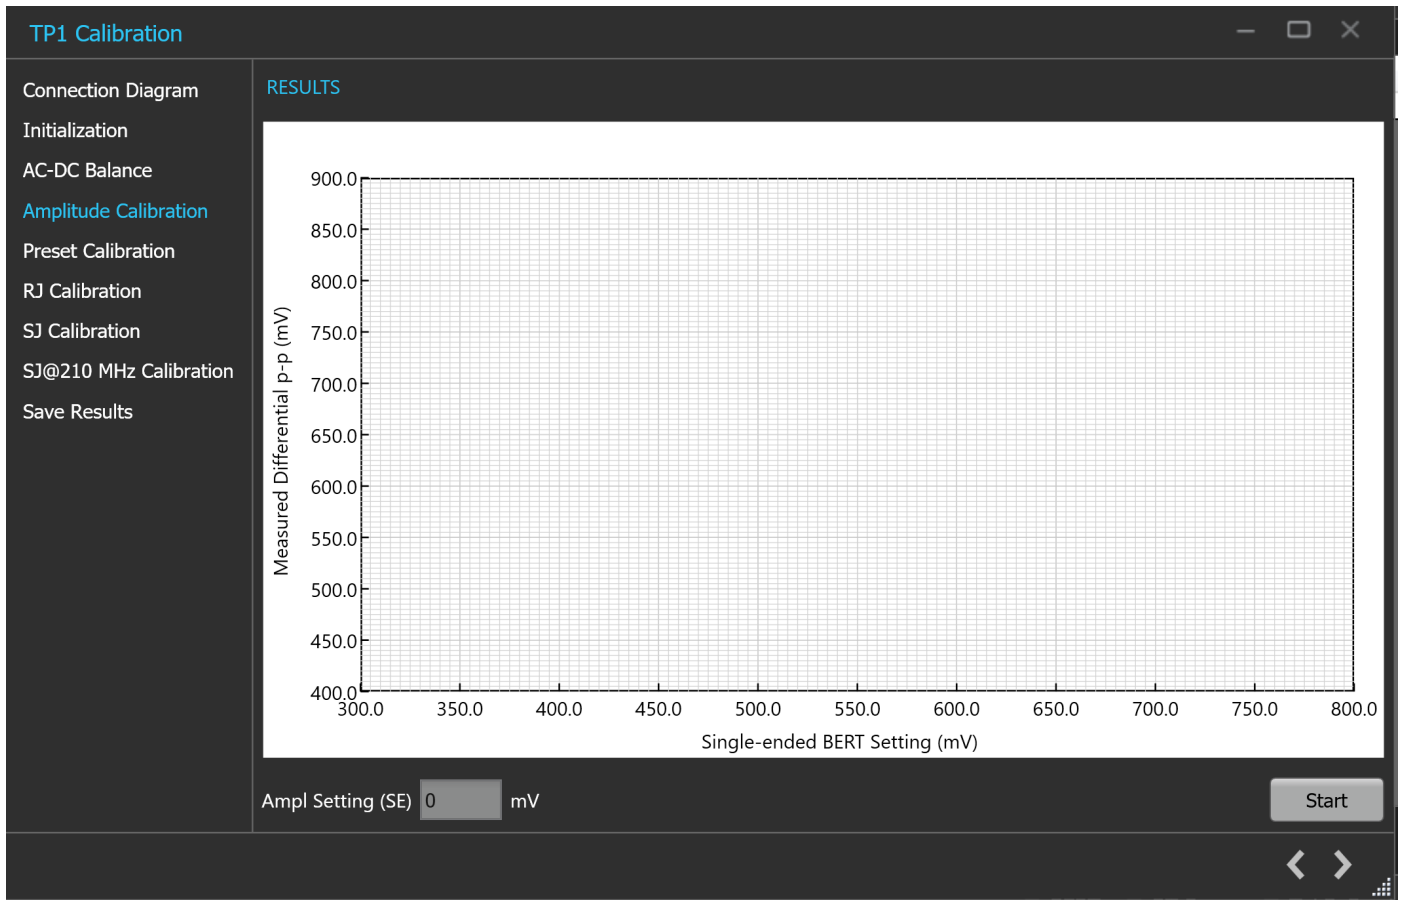 TP1 Calibration
Connection Diagram
Initialization
AC-DC Balance
Amplitude Calibration
Preset Calibration
RJ Calibration
SJ Calibration
SJ@210 MHz Calibration
Save Results
RESULTS
Measured Differential p-p (mV)
900.0
850.0
800.0
750.0
700.0
650.0
600.0
550.0
500.0
450.0
400.0
300.0 350.0 400.0 450.0 500.0 550.0 600.0 650.0 700.0 750.0 800.0
Single-ended BERT Setting (mV)
Ampl Setting (SE) 0 mV
Start